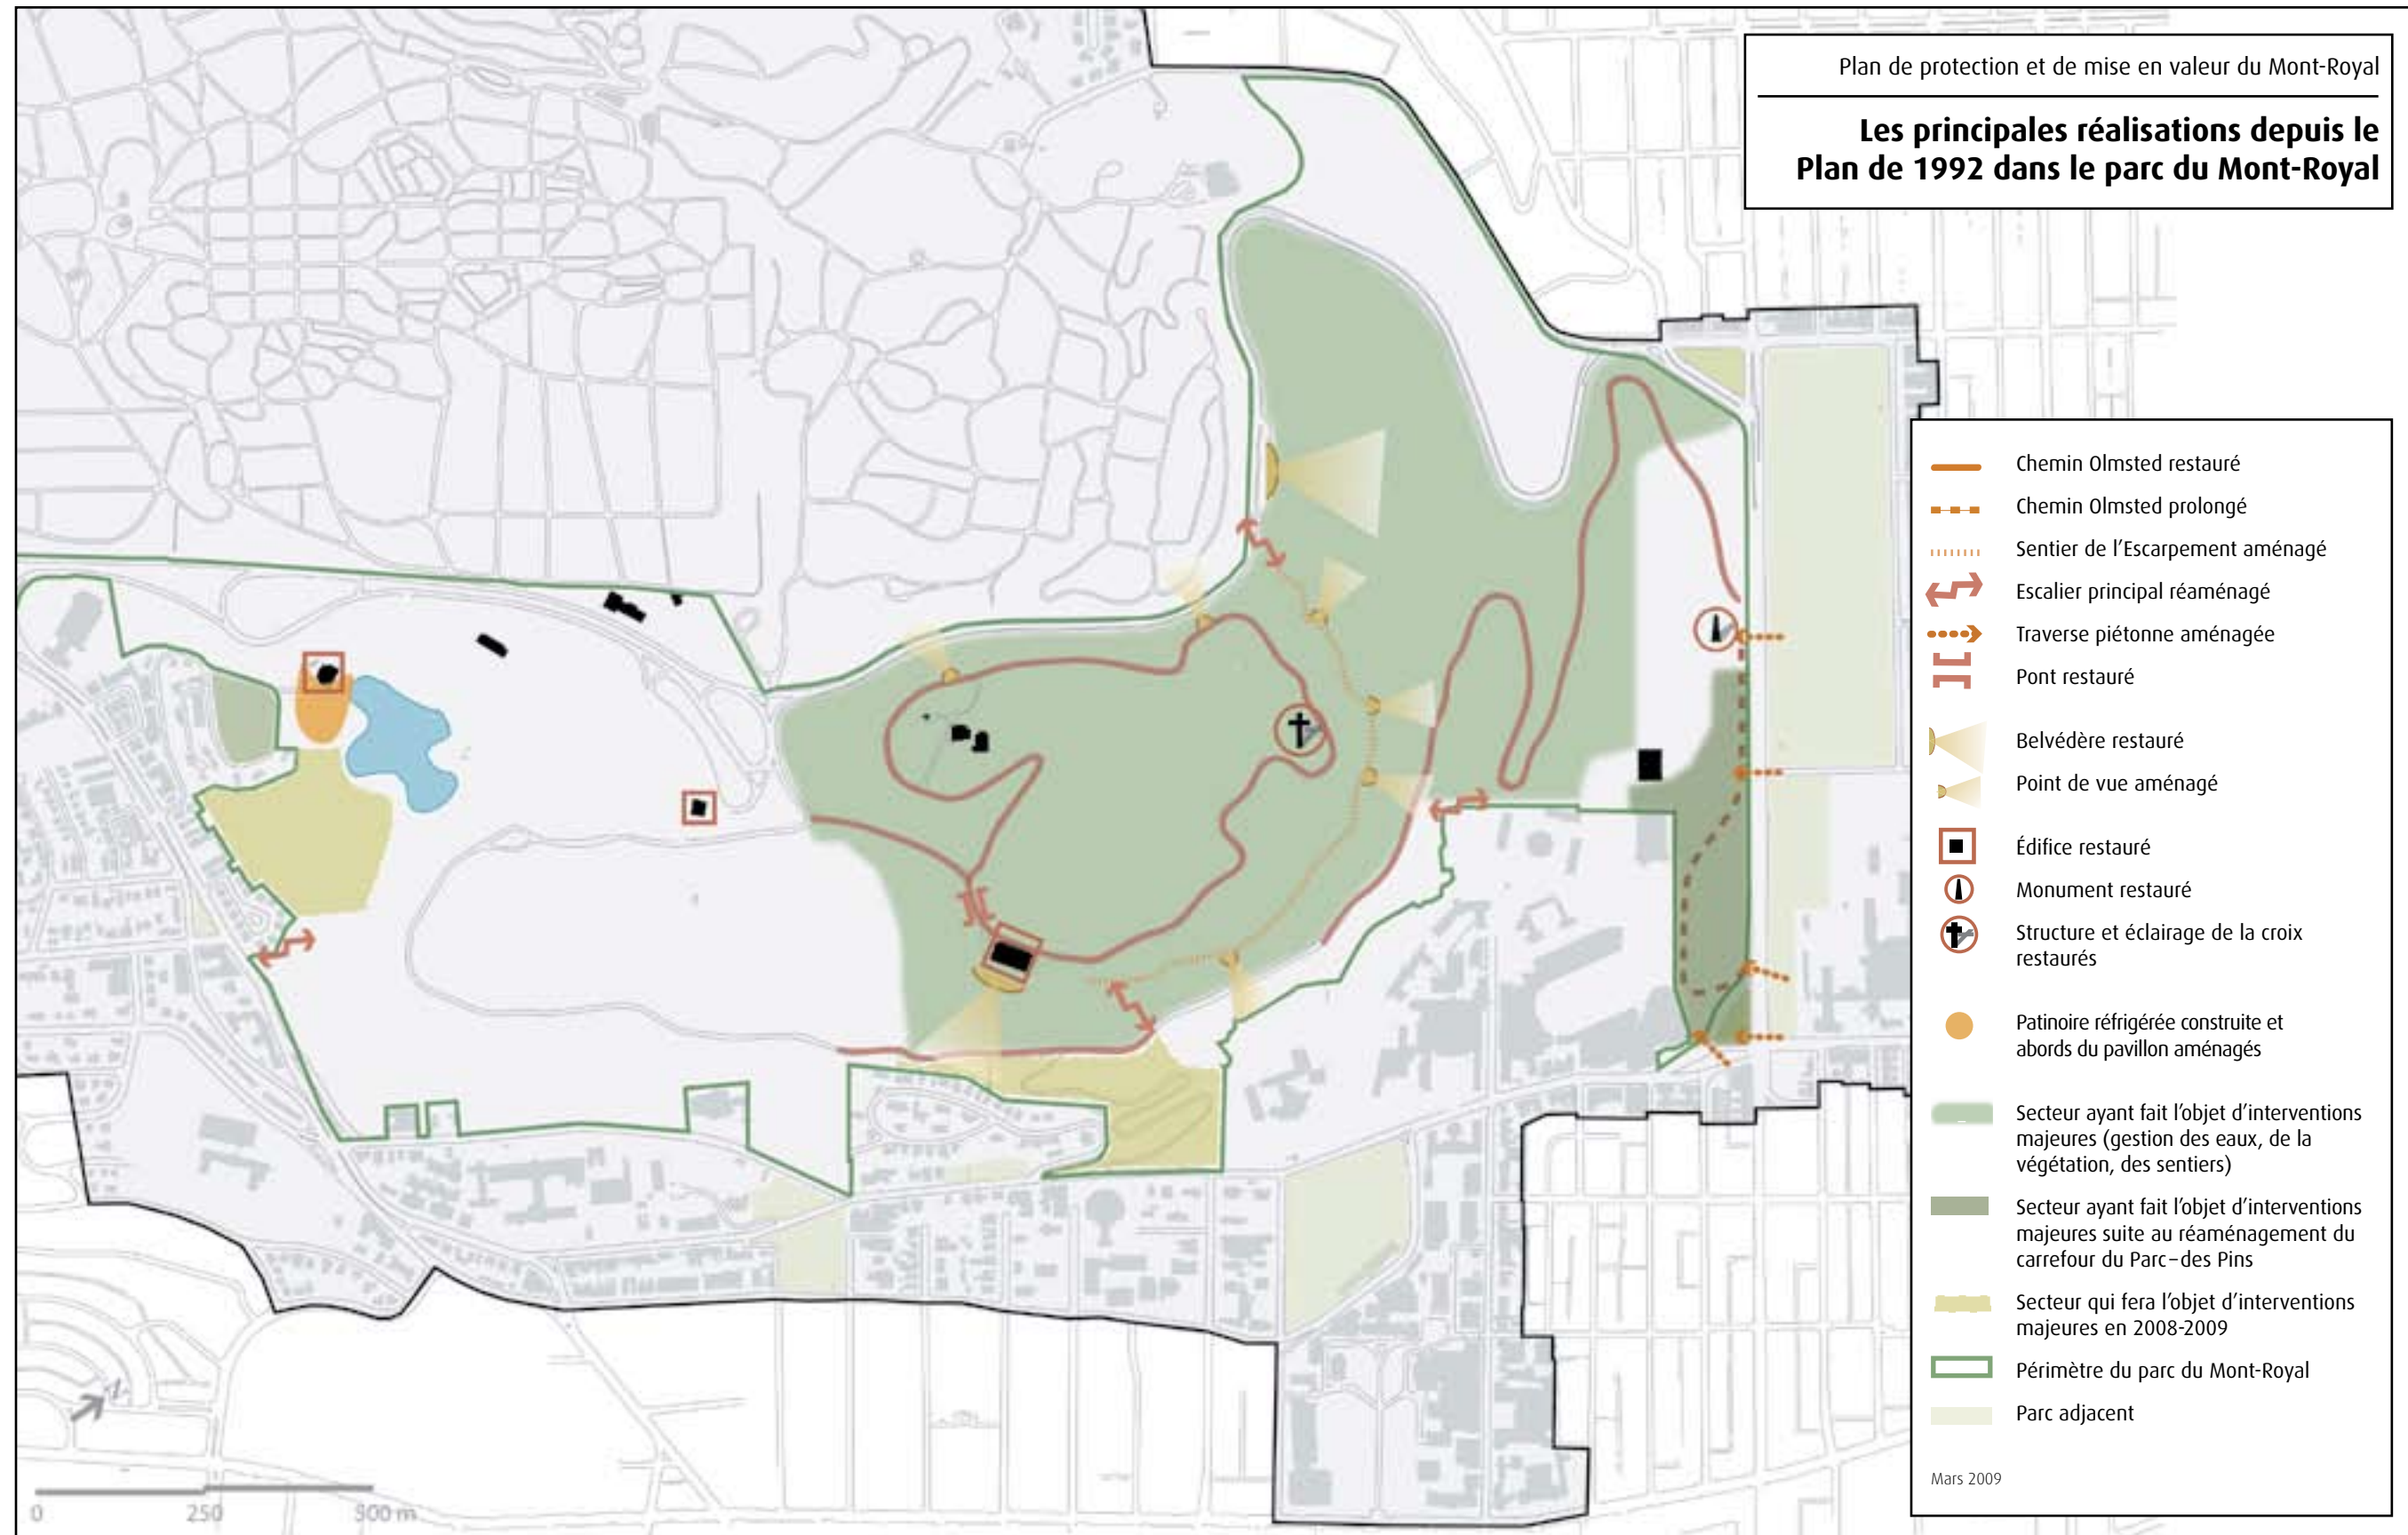 Plan de protection et de mise en valeur du Mont-Royal
Les principales réalisations depuis le
Plan de 1992 dans le parc du Mont-Royal
Chemin Olmsted restauré
Chemin Olmsted prolongé
Sentier de l'Escarpement aménagé
Escalier principal réaménagé
Traverse piétonne aménagée
Pont restauré
Belvédère restauré
Point de vue aménagé
Édifice restauré
Monument restauré
Structure et éclairage de la croix
restaurés
Patinoire réfrigérée construite et
abords du pavillon aménagés
Secteur ayant fait l'objet d'interventions
majeures (gestion des eaux, de la
végétation, des sentiers)
Secteur ayant fait l'objet d'interventions
majeures suite au réaménagement du
carrefour du Parc–des Pins
Secteur qui fera l'objet d'interventions
majeures en 2008-2009
Périmètre du parc du Mont-Royal
Parc adjacent
Mars 2009
N
0 250 500 m